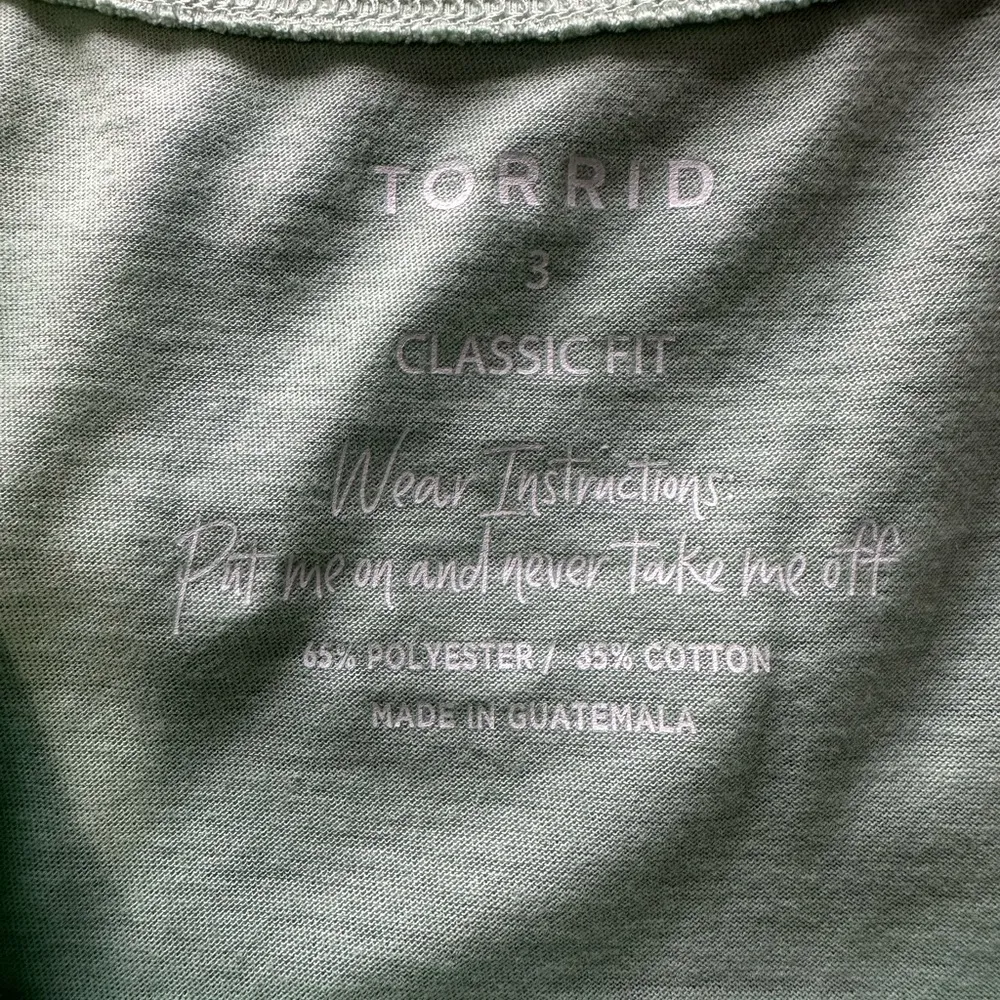 TORRID
3
CLASSIC FIT
Wear Instructions:
Put me on and never take me off
65% POLYESTER / 35% COTTON
MADE IN GUATEMALA